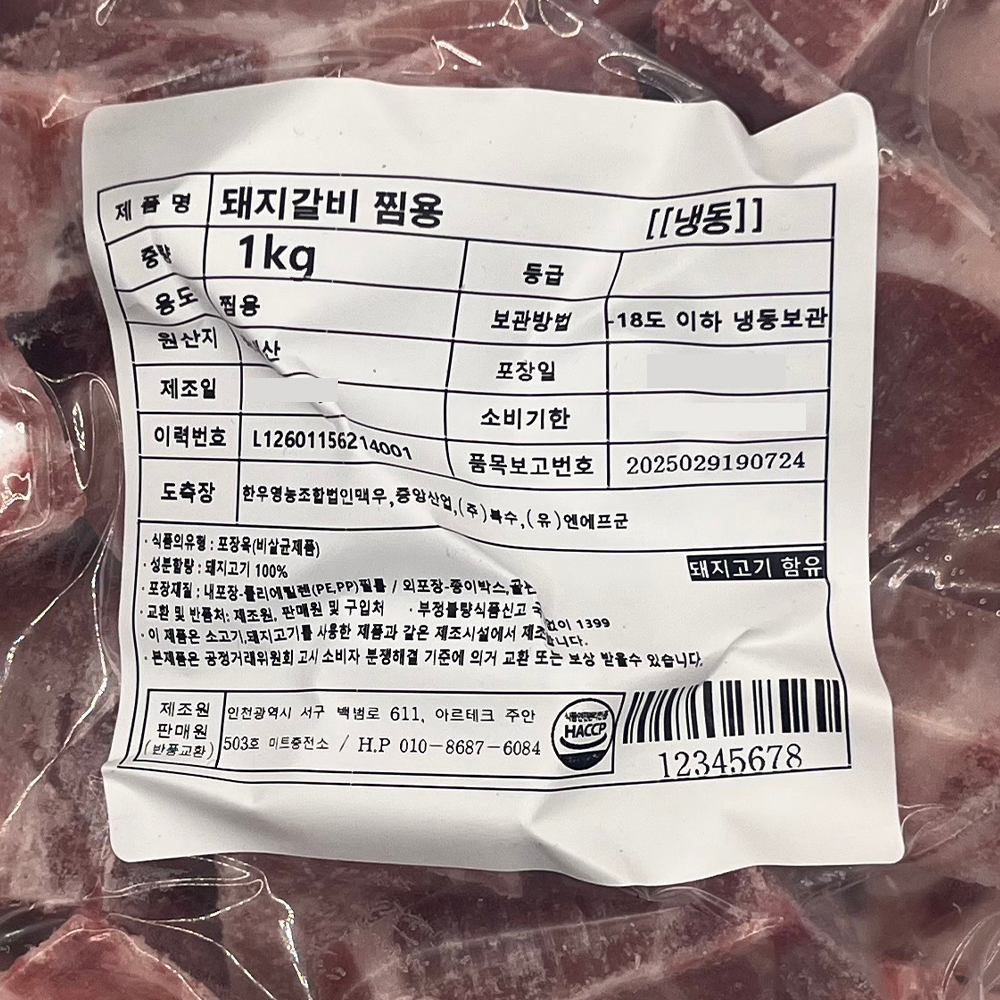 제 품 명 돼지갈비 찜용 [[냉동]]
중량 1kg 등급
용도 찜용 보관방법 -18도 이하 냉동보관
원산지 산 포장일
제조일 소비기한
이력번호 L12601156214001 품목보고번호 2025029190724
도축장 한우영농조합법인맥우,중앙산업,(주)복수,(유)엔에프군
· 식품의유형 : 포장육(비살균제품)
돼지고기 함유
· 성분함량 : 돼지고기 100%
· 포장재질 : 내포장-폴리에틸렌(PE,PP)필름 / 외포장-종이박스,골
· 교환 및 반품처: 제조원, 판매원 및 구입처 · 부정불량식품신고 국번없이 1399
· 이 제품은 소고기,돼지고기를 사용한 제품과 같은 제조시설에서 제조합니다.
· 본제품은 공정거래위원회 고시 소비자 분쟁해결 기준에 의거 교환 또는 보상 받을수 있습니다.
제조원 판매원 (반품교환)
인천광역시 서구 백범로 611, 아르테크 주안
503호 미트중전소 / H.P 010-8687-6084
HACCP
12345678